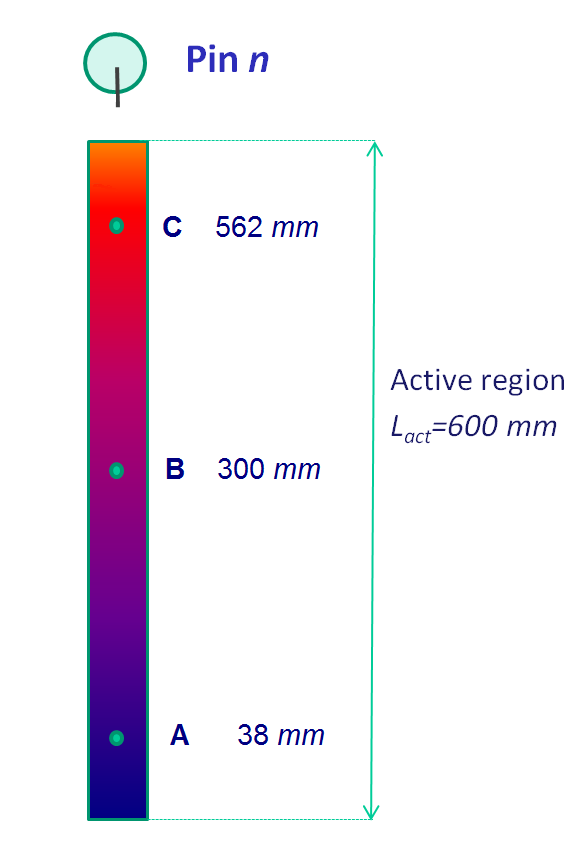 Pin n
C 562 mm
Active region
Lact=600 mm
B 300 mm
A 38 mm